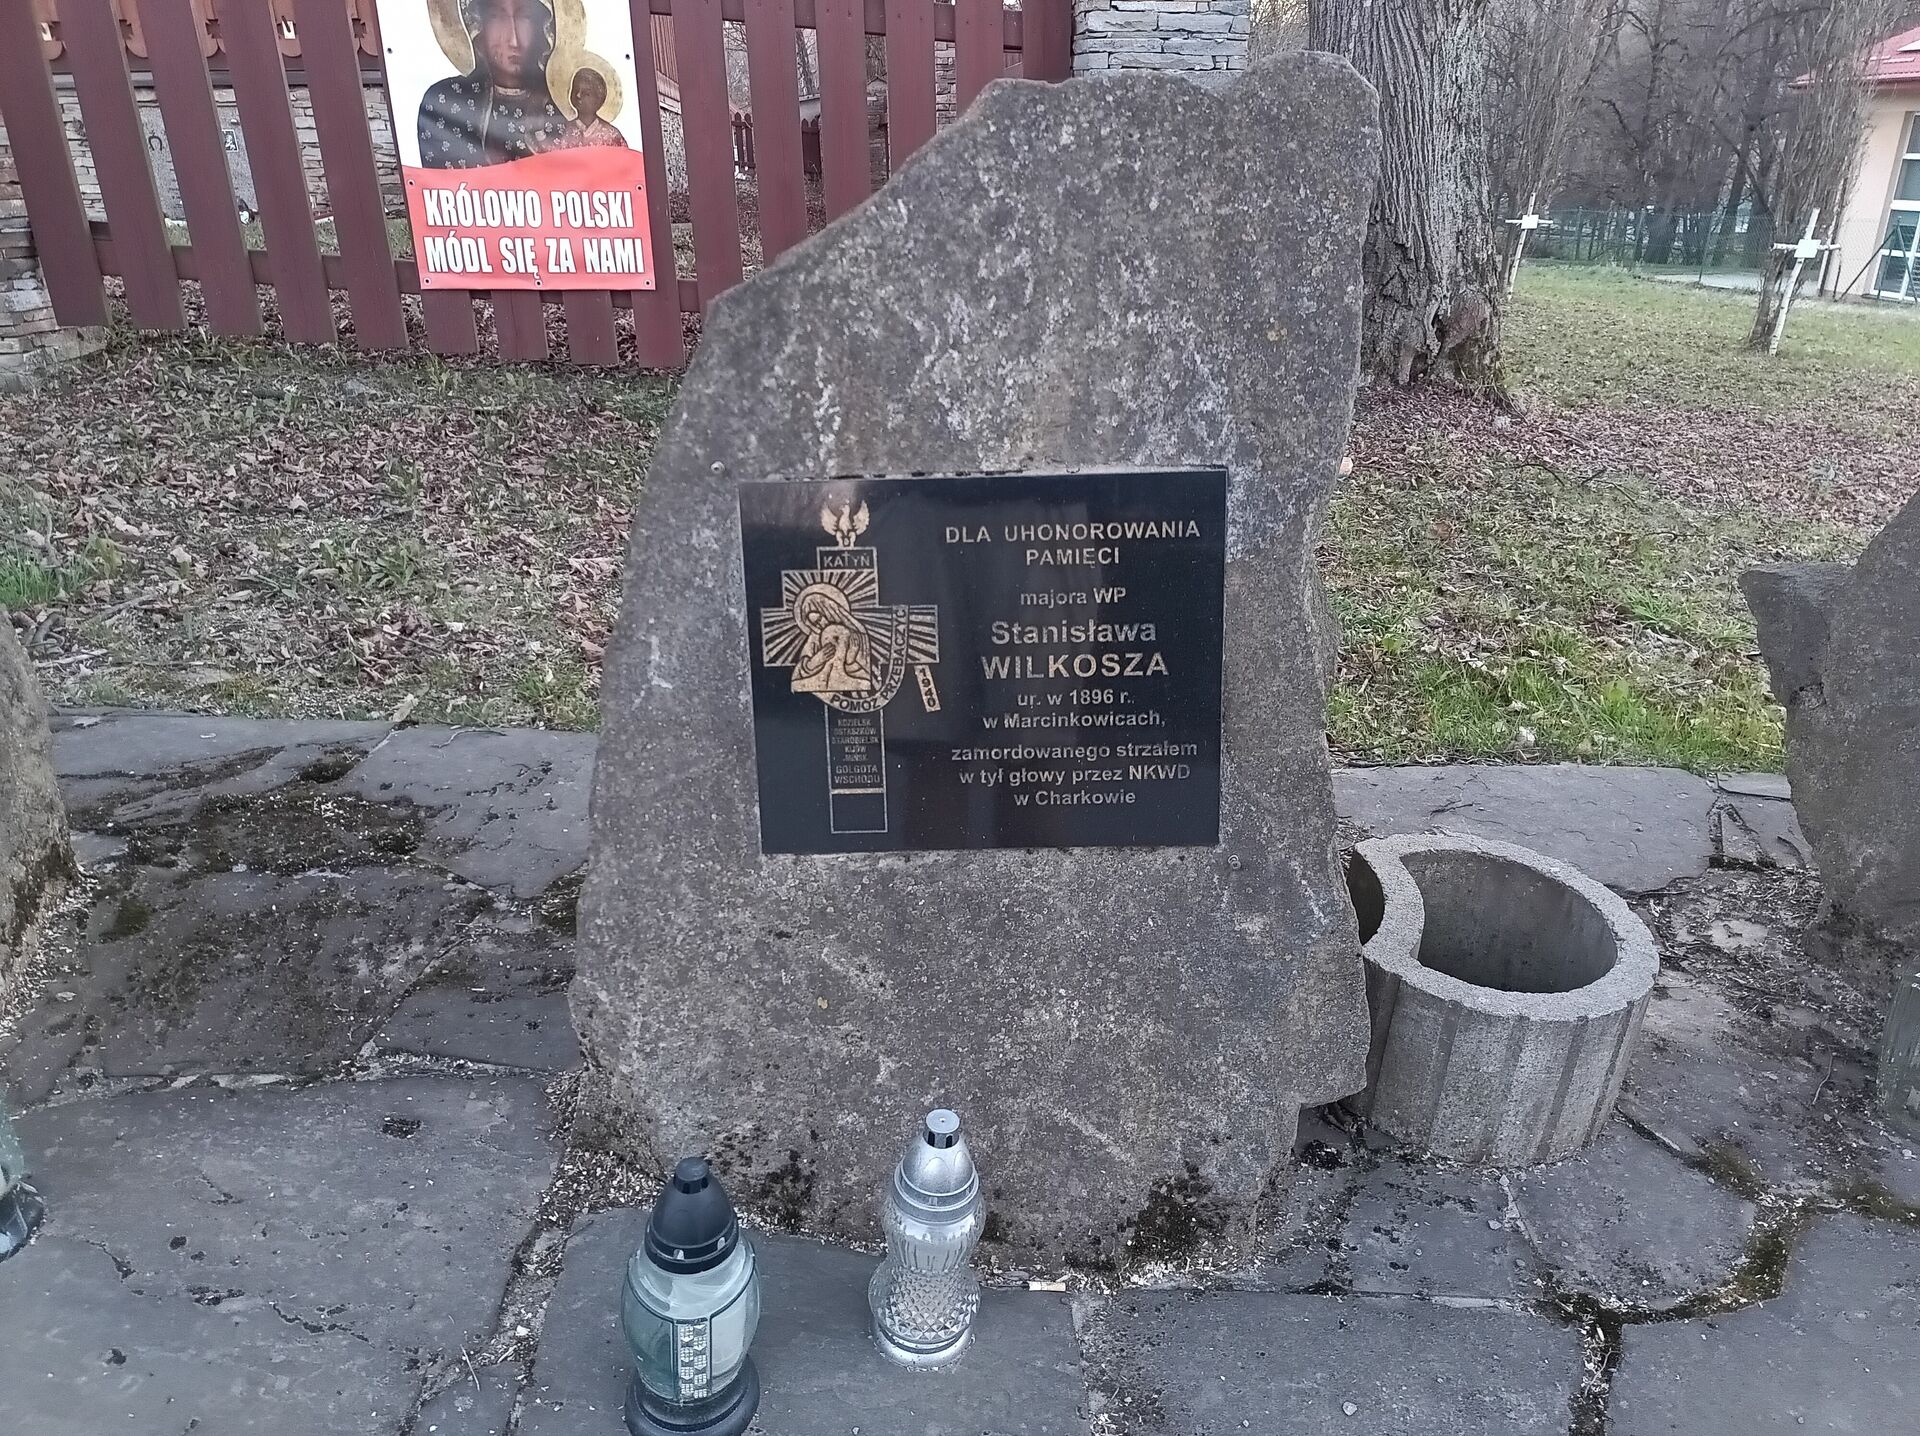 KRÓLOWO POLSKI
MÓDL SIĘ ZA NAMI
KATYŃ
POMÓŻ PRZEBACZYĆ
1940
KOZIELSK
OSTASZKÓW
STAROBIELSK
KIJÓW
MIŃSK
GOLGOTA
WSCHODU
DLA UHONOROWANIA
PAMIĘCI
majora WP
Stanisława
WILKOSZA
ur. w 1896 r.
w Marcinkowicach,
zamordowanego strzałem
w tył głowy przez NKWD
w Charkowie